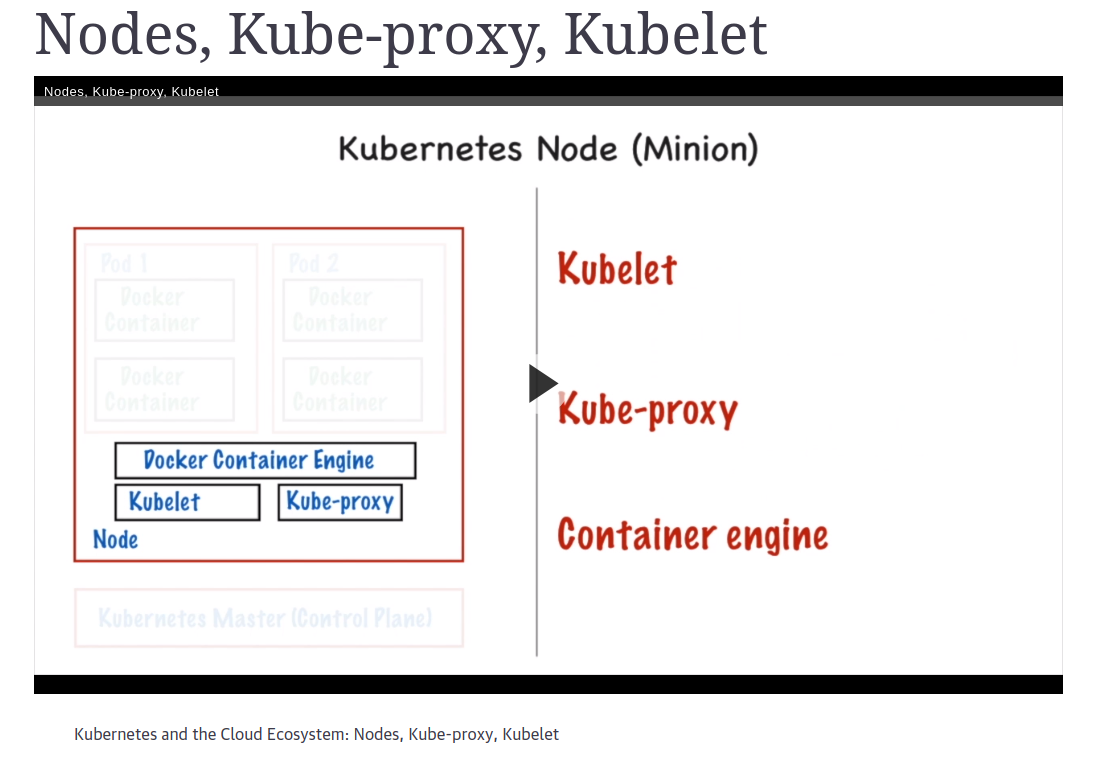 Nodes, Kube-proxy, Kubelet
Nodes, Kube-proxy, Kubelet
Kubernetes Node (Minion)
Pod 1
Docker
Container
Docker
Container
Pod 2
Docker
Container
Docker
Container
Docker Container Engine
Kubelet
Kube-proxy
Node
Kubernetes Master (Control Plane)
Kubelet
Kube-proxy
Container engine
Kubernetes and the Cloud Ecosystem: Nodes, Kube-proxy, Kubelet